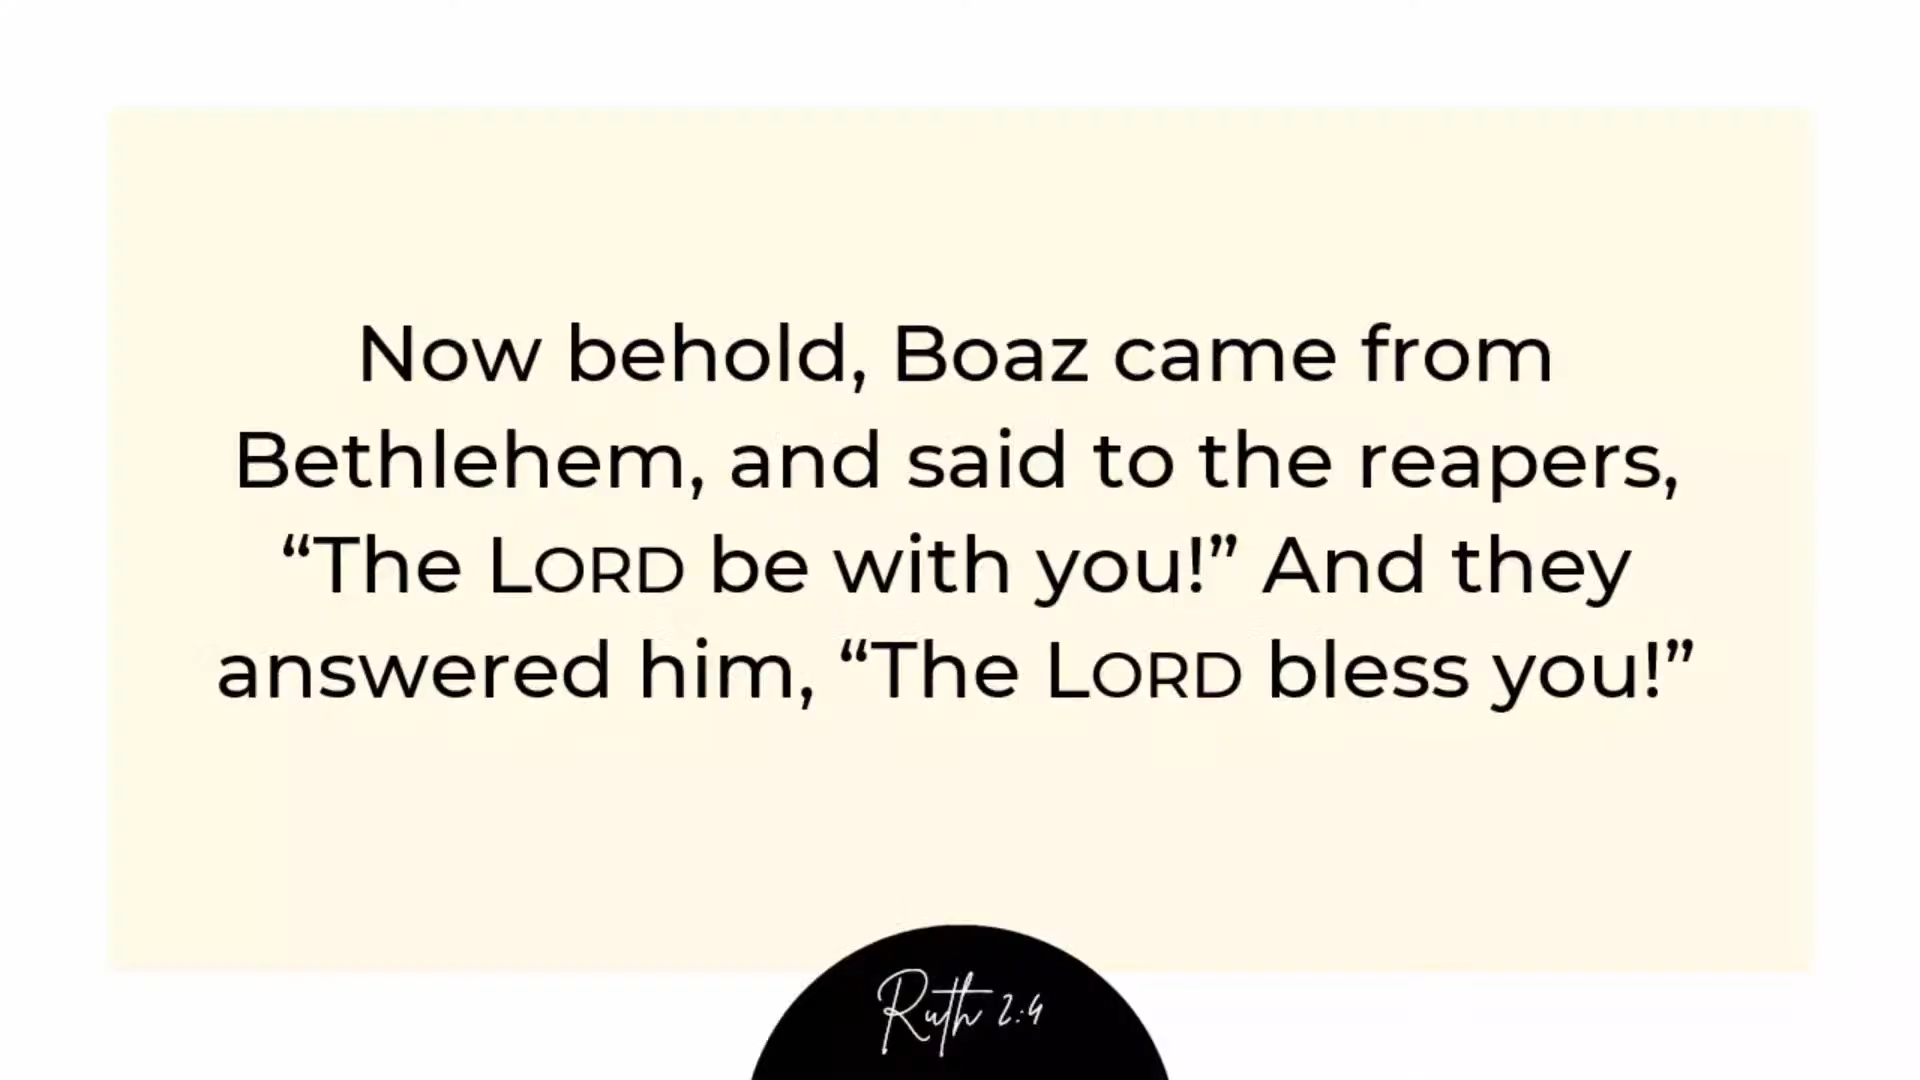 Now behold, Boaz came from
Bethlehem, and said to the reapers,
“The LORD be with you!” And they
answered him, “The LORD bless you!”
Ruth 2:4